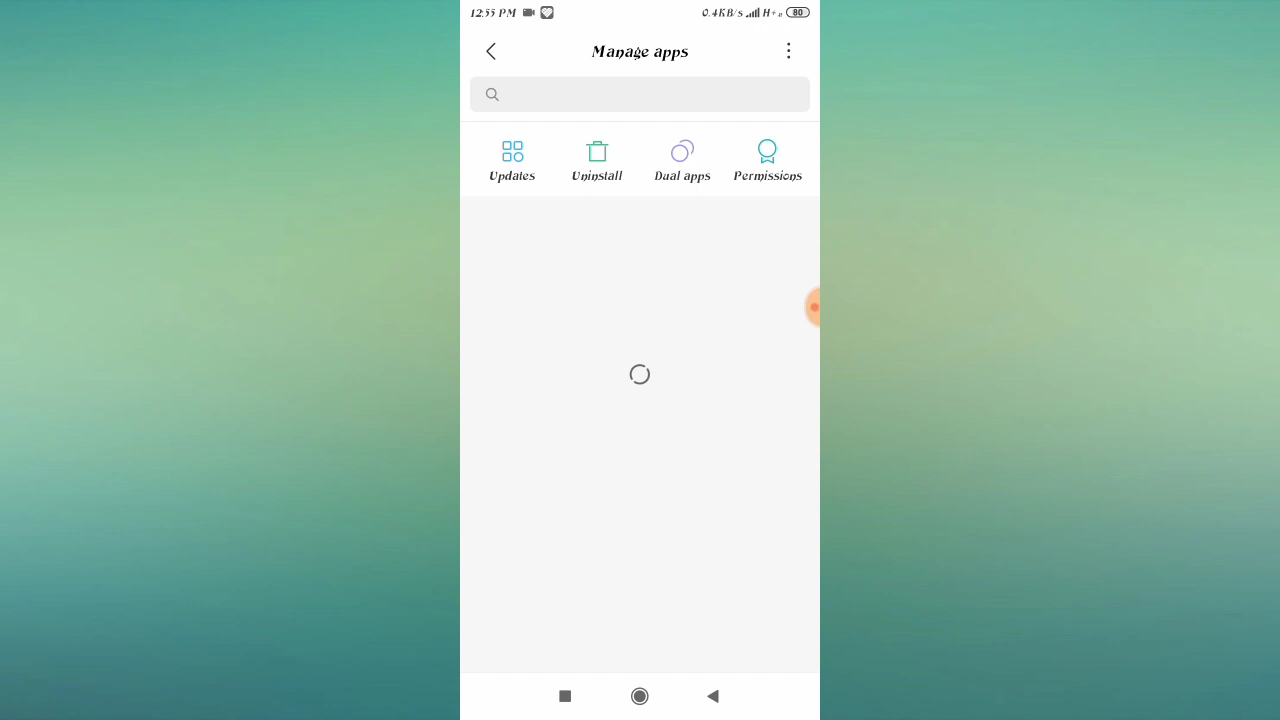 12:55 PM 0.4KB/s H+ 80
Manage apps
Updates Uninstall Dual apps Permissions